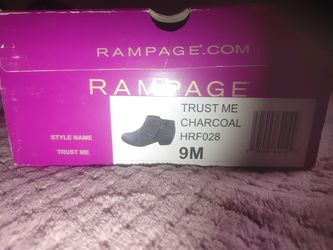 RAMPAGE.COM
RAMPAGE
TRUST ME
CHARCOAL
HRF028
9M
STYLE NAME
TRUST ME